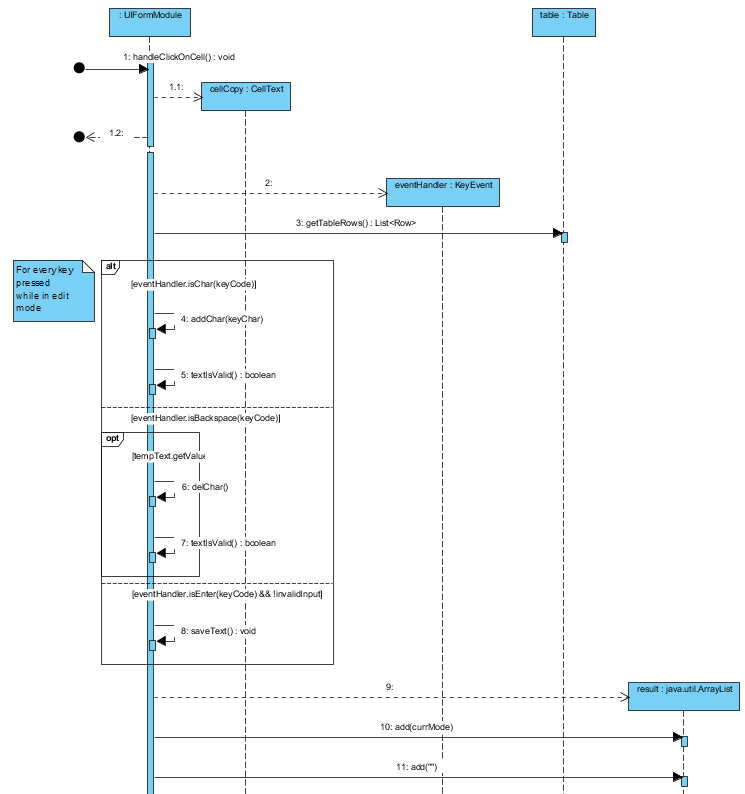 : UIFormModule
table : Table
1: handleClickOnCell() : void
1.1:
cellCopy : CellText
1.2:
2:
eventHandler : KeyEvent
3: getTableRows() : List<Row>
For every key
pressed
while in edit
mode
alt
[eventHandler.isChar(keyCode)]
4: addChar(keyChar)
5: textIsValid() : boolean
[eventHandler.isBackspace(keyCode)]
opt
[tempText.getValue
6: delChar()
7: textIsValid() : boolean
[eventHandler.isEnter(keyCode) && !invalidInput]
8: saveText() : void
9:
result : java.util.ArrayList
10: add(currMode)
11: add("")